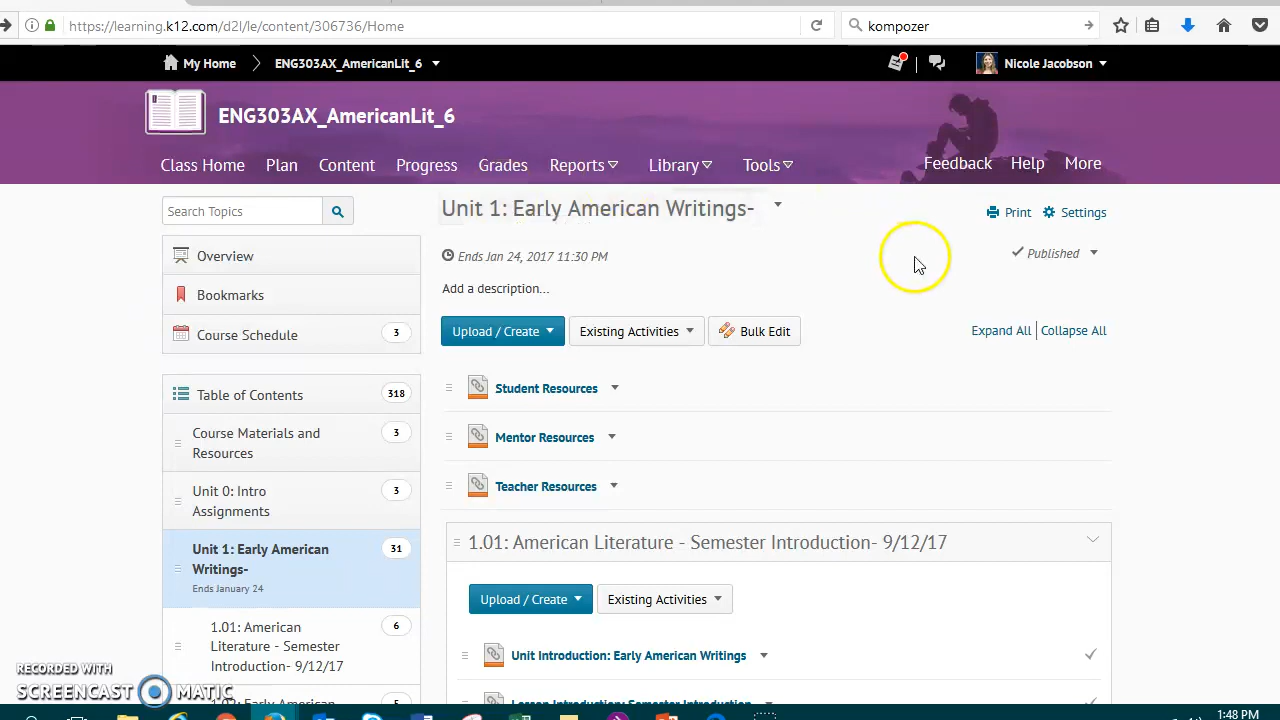 https://learning.k12.com/d2l/le/content/306736/Home
kompozer
My Home
ENG303AX_AmericanLit_6
Nicole Jacobson
ENG303AX_AmericanLit_6
Class Home Plan Content Progress Grades Reports Library Tools Feedback Help More
Search Topics
Unit 1: Early American Writings-
Print Settings
Overview
Ends Jan 24, 2017 11:30 PM
Published
Bookmarks
Add a description...
Course Schedule 3
Upload / Create Existing Activities Bulk Edit
Expand All Collapse All
Table of Contents 318
Student Resources
Course Materials and
Resources
3
Mentor Resources
Unit 0: Intro
Assignments
3
Teacher Resources
Unit 1: Early American
Writings-
31
Ends January 24
1.01: American Literature - Semester Introduction- 9/12/17
Upload / Create Existing Activities
1.01: American
Literature - Semester
Introduction- 9/12/17
6
Unit Introduction: Early American Writings
RECORDED WITH
SCREENCAST MATIC
1:48 PM